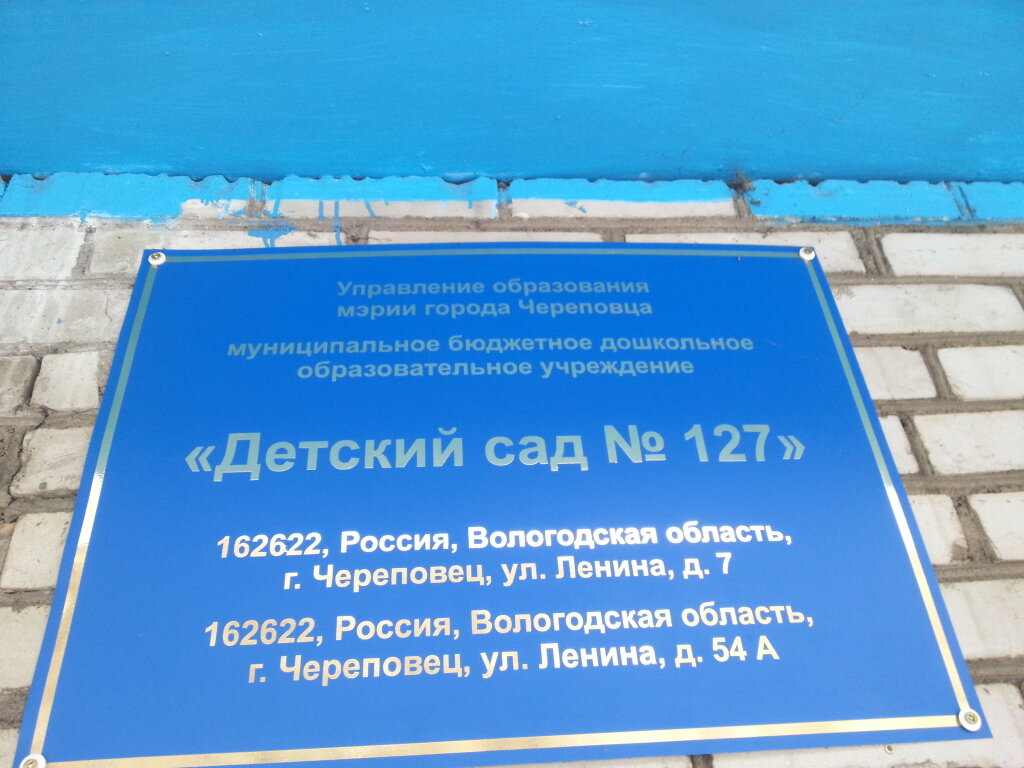 Управление образования
мэрии города Череповца
муниципальное бюджетное дошкольное
образовательное учреждение
«Детский сад № 127»
162622, Россия, Вологодская область,
г. Череповец, ул. Ленина, д. 7
162622, Россия, Вологодская область,
г. Череповец, ул. Ленина, д. 54 А